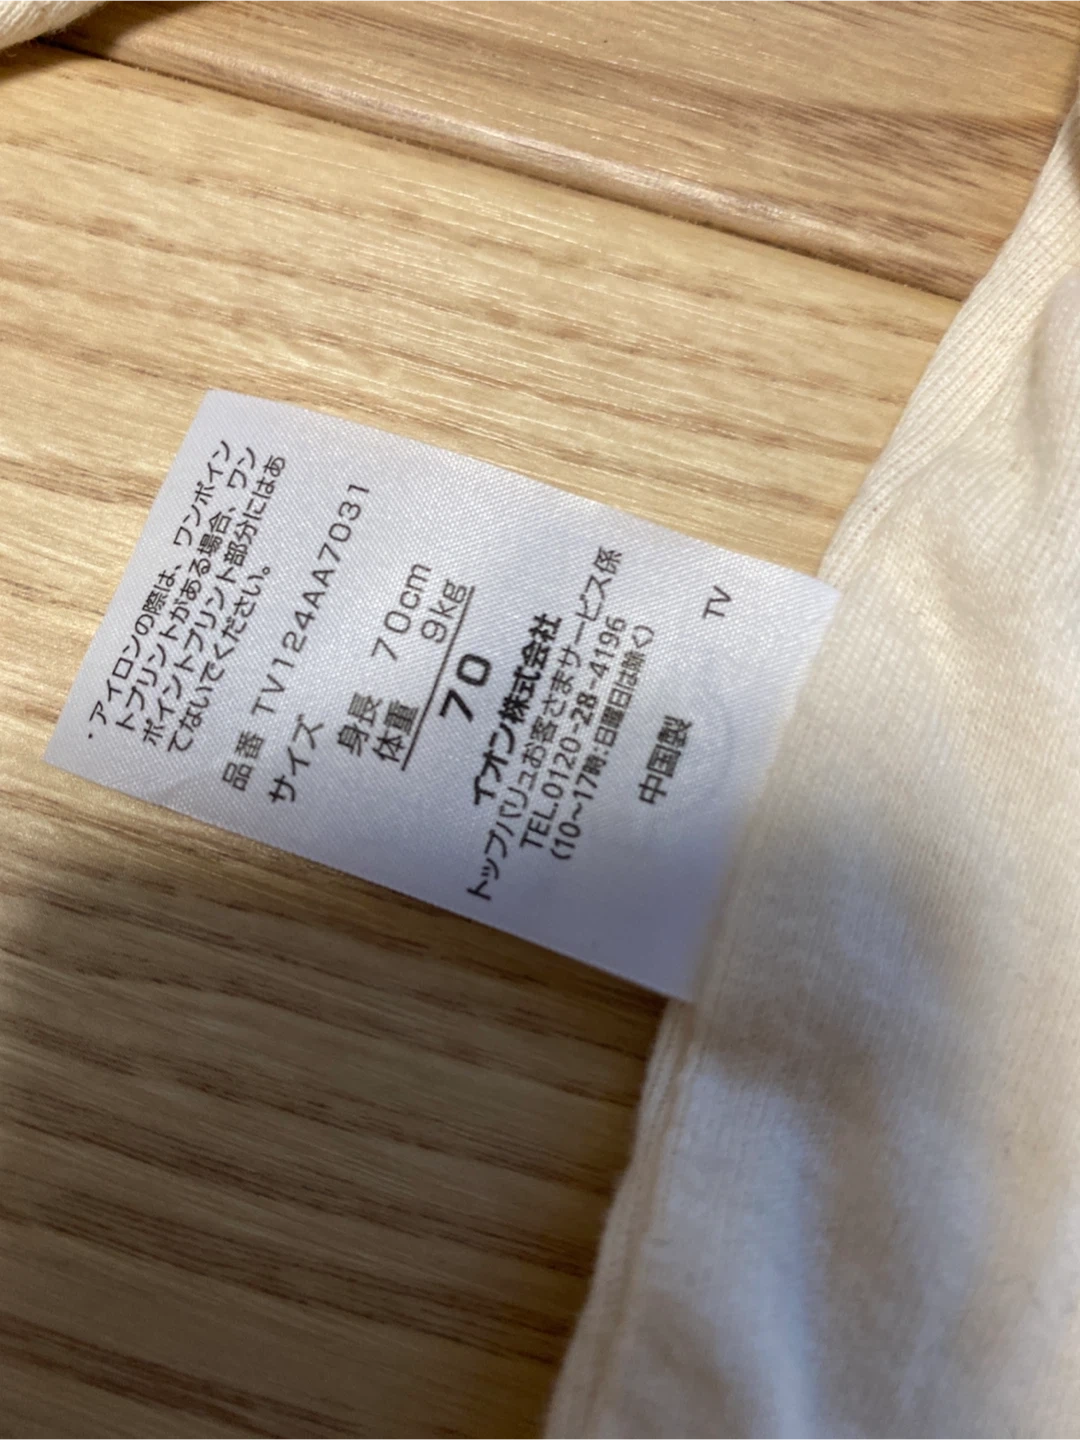 ・アイロンの際は、ワンポイン
トプリントがある場合、ワン
ポイントプリント部分にはあ
てないでください。
品番 TV124AA7031
サイズ
身長 70cm
体重 9kg
70
イオン株式会社
トップバリュお客さまサービス係
TEL.0120-28-4196
(10～17時:日曜日は除く)
中国製
TV